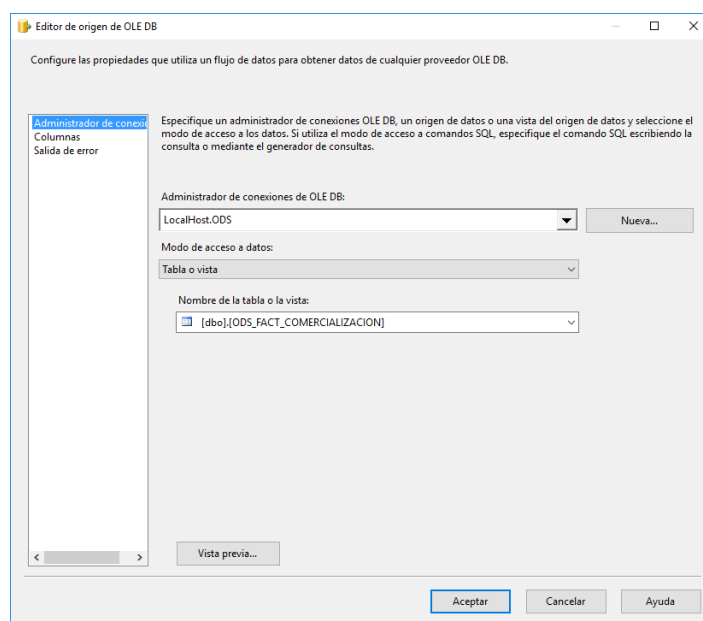 Editor de origen de OLE DB
Configure las propiedades que utiliza un flujo de datos para obtener datos de cualquier proveedor OLE DB.
Administrador de conexió
Columnas
Salida de error
Especifique un administrador de conexiones OLE DB, un origen de datos o una vista del origen de datos y seleccione el
modo de acceso a los datos. Si utiliza el modo de acceso a comandos SQL, especifique el comando SQL escribiendo la
consulta o mediante el generador de consultas.
Administrador de conexiones de OLE DB:
LocalHost.ODS
Nueva...
Modo de acceso a datos:
Tabla o vista
Nombre de la tabla o la vista:
[dbo].[ODS_FACT_COMERCIALIZACION]
Vista previa...
Aceptar
Cancelar
Ayuda